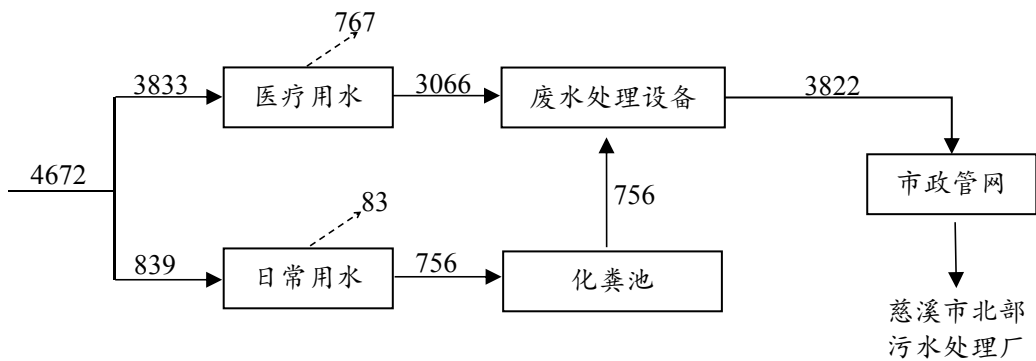 767
3833
医疗用水
3066
废水处理设备
3822
4672
市政管网
83
756
839
日常用水
756
化粪池
慈溪市北部
污水处理厂